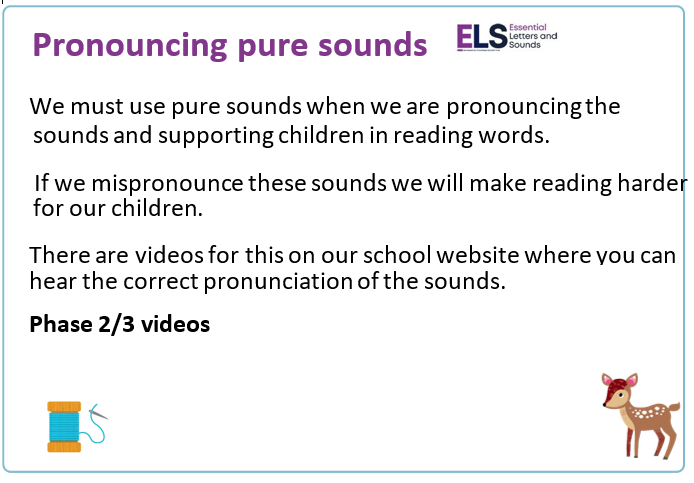 Pronouncing pure sounds
ELS Essential
Letters and
Sounds
We must use pure sounds when we are pronouncing the
sounds and supporting children in reading words.
If we mispronounce these sounds we will make reading harder
for our children.
There are videos for this on our school website where you can
hear the correct pronunciation of the sounds.
Phase 2/3 videos